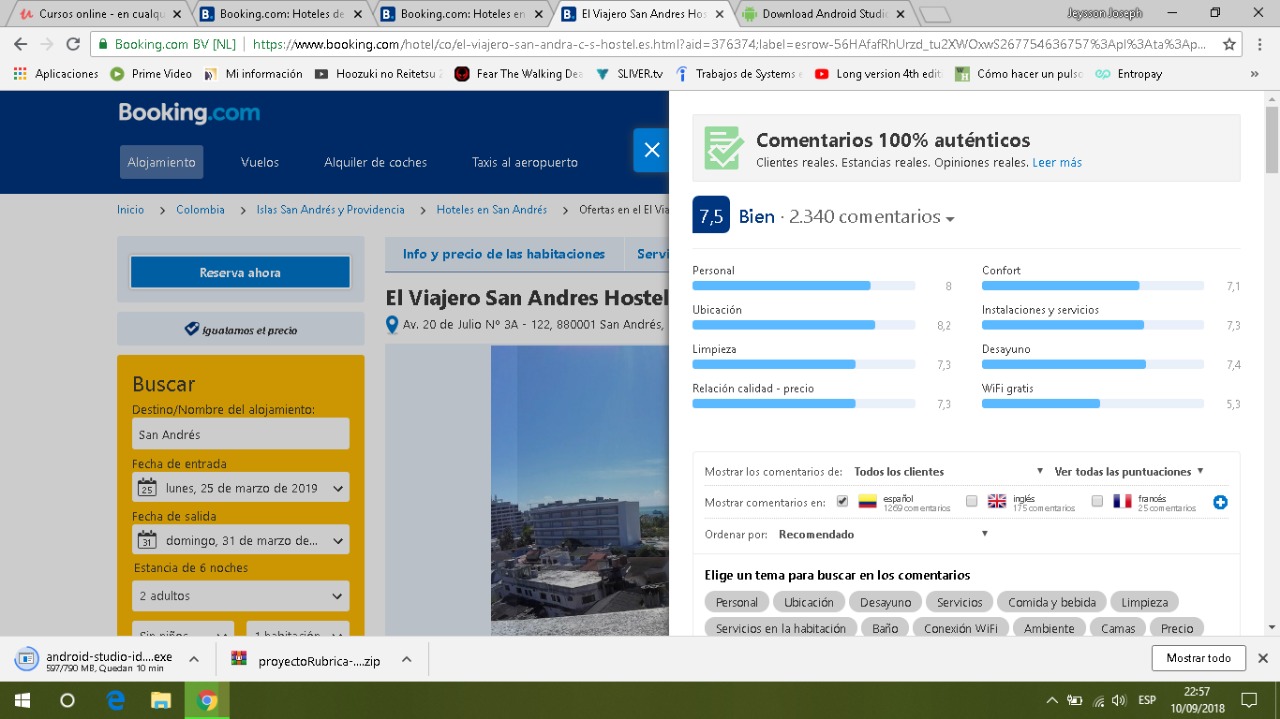 Cursos online - en cualqu
Booking.com: Hoteles de
Booking.com: Hoteles en
El Viajero San Andres Hos
Download Android Studi
Jeysson Joseph
Booking.com BV [NL]
https://www.booking.com/hotel/co/el-viajero-san-andra-c-s-hostel.es.html?aid=376374;label=esrow-56HAfafRhUrzd_tu2XWOxwS267754636757%3Apl%3Ata%3Ap...
Aplicaciones
Prime Video
Mi información
Hoozuki no Reitetsu
Fear The Walking Dea
SLIVER.tv
Trabjos de Systems e
Long version 4th edit
Cómo hacer un pulso
Entropay
»
Booking.com
Alojamiento
Vuelos
Alquiler de coches
Taxis al aeropuerto
Inicio > Colombia > Islas San Andrés y Providencia > Hoteles en San Andrés > Ofertas en el El Via
Reserva ahora
Igualamos el precio
Buscar
Destino/Nombre del alojamiento:
San Andrés
Fecha de entrada
25
lunes, 25 de marzo de 2019
Fecha de salida
31
domingo, 31 de marzo de...
Estancia de 6 noches
2 adultos
Sin niños
1 habitación
Info y precio de las habitaciones
Servi
El Viajero San Andres Hostel
Av. 20 de Julio Nº 3A - 122, 880001 San Andrés,
Comentarios 100% auténticos
Clientes reales. Estancias reales. Opiniones reales. Leer más
7,5 Bien · 2.340 comentarios
Personal
8
Confort
7,1
Ubicación
8,2
Instalaciones y servicios
7,3
Limpieza
7,3
Desayuno
7,4
Relación calidad - precio
7,3
WiFi gratis
5,3
Mostrar los comentarios de: Todos los clientes
Ver todas las puntuaciones
Mostrar comentarios en:
español
1269 comentarios
inglés
175 comentarios
francés
25 comentarios
Ordenar por: Recomendado
Elige un tema para buscar en los comentarios
Personal Ubicación Desayuno Servicios Comida y bebida Limpieza
Servicios en la habitación Baño Conexión WiFi Ambiente Camas Precio
android-studio-id....exe
597/790 MB, Quedan 10 min
proyectoRubrica-....zip
Mostrar todo
ESP
22:57
10/09/2018